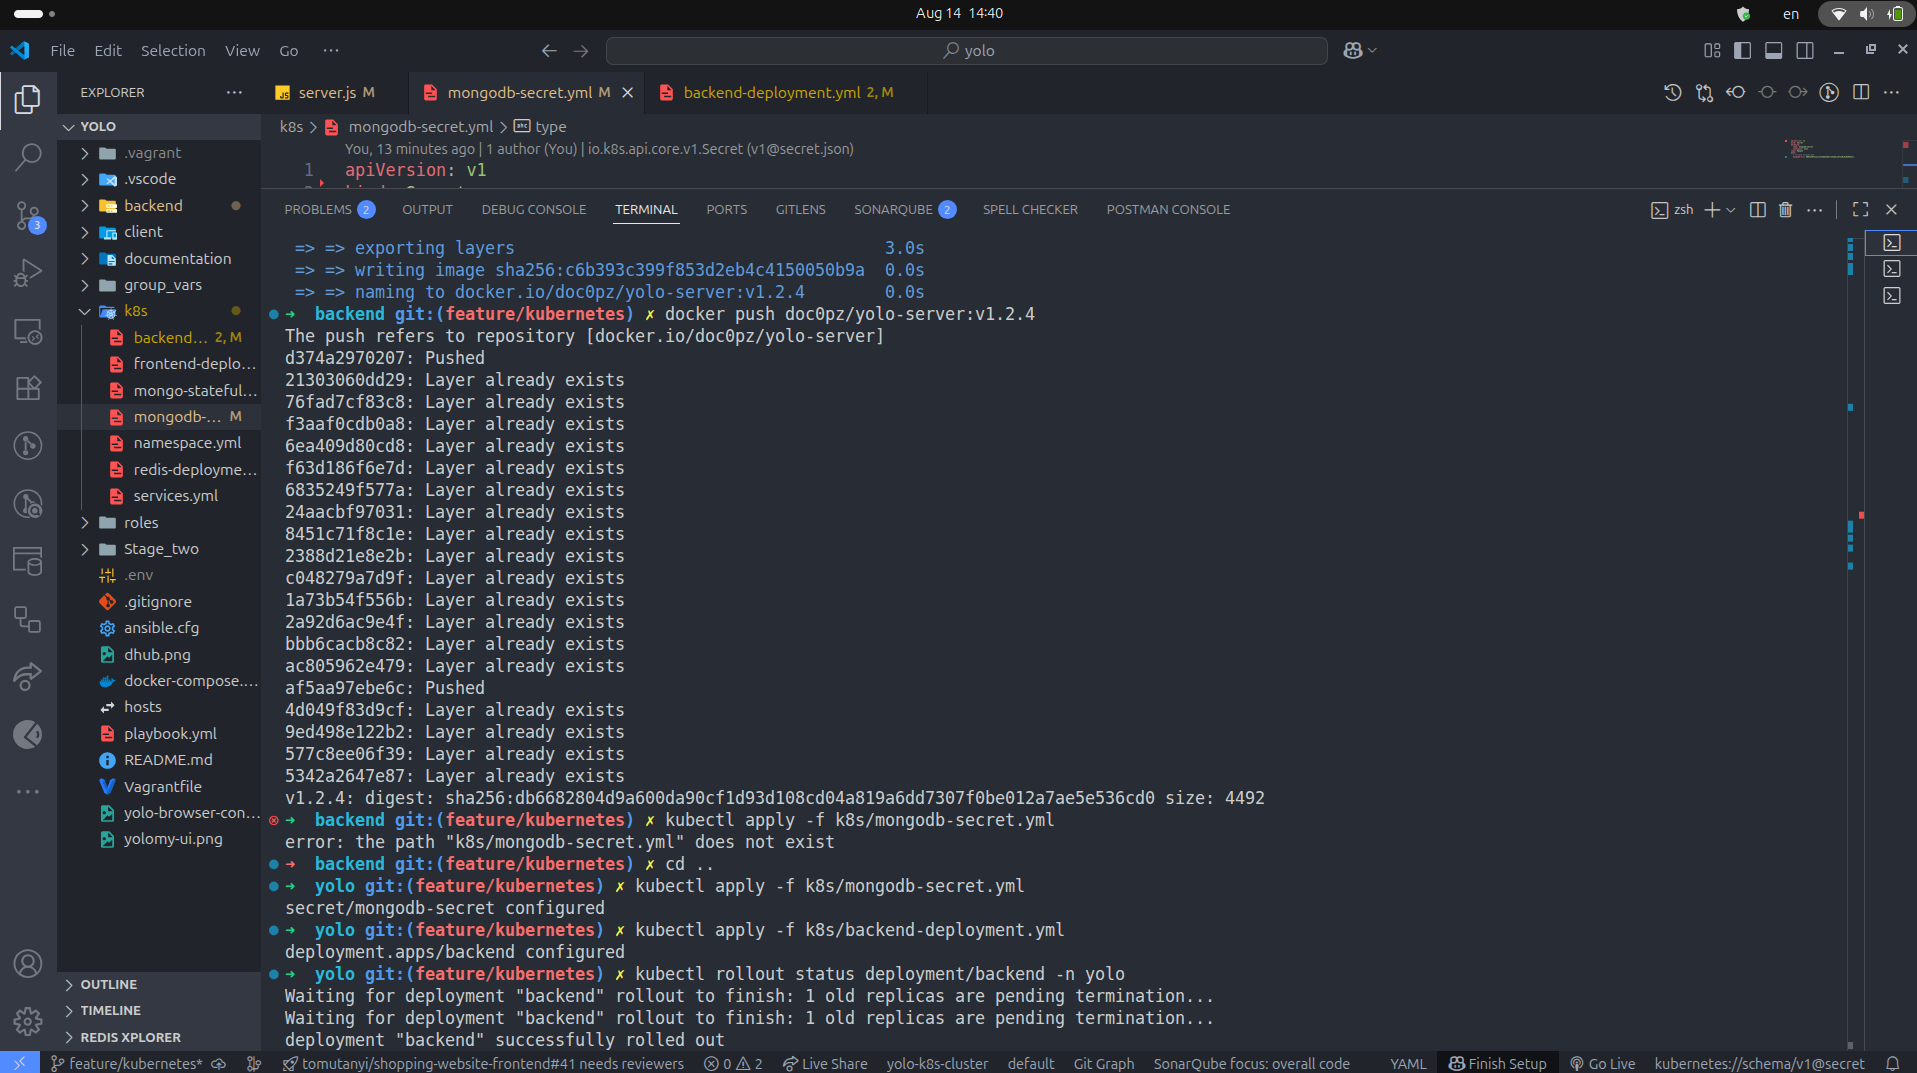 Aug 14 14:40
en
File Edit Selection View Go ···
yolo
EXPLORER
server.js M
mongodb-secret.yml M
backend-deployment.yml 2, M
YOLO
.vagrant
.vscode
backend
client
documentation
group_vars
k8s
backend... 2, M
frontend-deplo...
mongo-stateful...
mongodb-... M
namespace.yml
redis-deployme...
services.yml
roles
Stage_two
.env
.gitignore
ansible.cfg
dhub.png
docker-compose....
hosts
playbook.yml
README.md
Vagrantfile
yolo-browser-con...
yolomy-ui.png
OUTLINE
TIMELINE
REDIS XPLORER
3
k8s > mongodb-secret.yml > type
You, 13 minutes ago | 1 author (You) | io.k8s.api.core.v1.Secret (v1@secret.json)
1 apiVersion: v1
PROBLEMS 2 OUTPUT DEBUG CONSOLE TERMINAL PORTS GITLENS SONARQUBE 2 SPELL CHECKER POSTMAN CONSOLE
zsh
=> => exporting layers 3.0s
=> => writing image sha256:c6b393c399f853d2eb4c4150050b9a 0.0s
=> => naming to docker.io/doc0pz/yolo-server:v1.2.4 0.0s
➜ backend git:(feature/kubernetes) ✗ docker push doc0pz/yolo-server:v1.2.4
The push refers to repository [docker.io/doc0pz/yolo-server]
d374a2970207: Pushed
21303060dd29: Layer already exists
76fad7cf83c8: Layer already exists
f3aaf0cdb0a8: Layer already exists
6ea409d80cd8: Layer already exists
f63d186f6e7d: Layer already exists
6835249f577a: Layer already exists
24aacbf97031: Layer already exists
8451c71f8c1e: Layer already exists
2388d21e8e2b: Layer already exists
c048279a7d9f: Layer already exists
1a73b54f556b: Layer already exists
2a92d6ac9e4f: Layer already exists
bbb6cacb8c82: Layer already exists
ac805962e479: Layer already exists
af5aa97ebe6c: Pushed
4d049f83d9cf: Layer already exists
9ed498e122b2: Layer already exists
577c8ee06f39: Layer already exists
5342a2647e87: Layer already exists
v1.2.4: digest: sha256:db6682804d9a600da90cf1d93d108cd04a819a6dd7307f0be012a7ae5e536cd0 size: 4492
➜ backend git:(feature/kubernetes) ✗ kubectl apply -f k8s/mongodb-secret.yml
error: the path "k8s/mongodb-secret.yml" does not exist
➜ backend git:(feature/kubernetes) ✗ cd ..
➜ yolo git:(feature/kubernetes) ✗ kubectl apply -f k8s/mongodb-secret.yml
secret/mongodb-secret configured
➜ yolo git:(feature/kubernetes) ✗ kubectl apply -f k8s/backend-deployment.yml
deployment.apps/backend configured
➜ yolo git:(feature/kubernetes) ✗ kubectl rollout status deployment/backend -n yolo
Waiting for deployment "backend" rollout to finish: 1 old replicas are pending termination...
Waiting for deployment "backend" rollout to finish: 1 old replicas are pending termination...
deployment "backend" successfully rolled out
feature/kubernetes* tomutanyi/shopping-website-frontend#41 needs reviewers 0 2 Live Share yolo-k8s-cluster default Git Graph SonarQube focus: overall code YAML Finish Setup Go Live kubernetes://schema/v1@secret